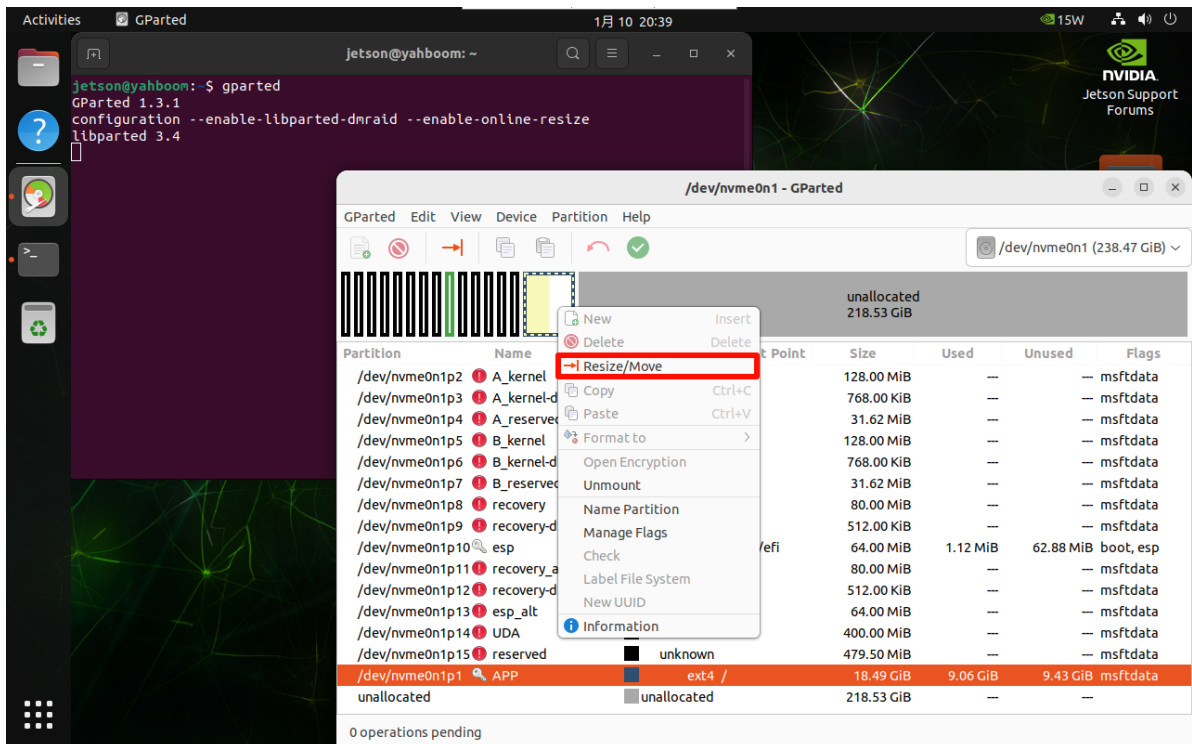 Activities GParted 1月 10 20:39 15W
jetson@yahboom: ~
jetson@yahboom:~$ gparted
GParted 1.3.1
configuration --enable-libparted-dmraid --enable-online-resize
libparted 3.4
NVIDIA.
Jetson Support
Forums
/dev/nvme0n1 - GParted
GParted Edit View Device Partition Help
/dev/nvme0n1 (238.47 GiB)
unallocated
218.53 GiB
New Insert
Delete Delete
Resize/Move
Copy Ctrl+C
Paste Ctrl+V
Format to
Open Encryption
Unmount
Name Partition
Manage Flags
Check
Label File System
New UUID
Information
Partition Name t Point Size Used Unused Flags
/dev/nvme0n1p2 A_kernel 128.00 MiB --- --- msftdata
/dev/nvme0n1p3 A_kernel-d 768.00 KiB --- --- msftdata
/dev/nvme0n1p4 A_reserved 31.62 MiB --- --- msftdata
/dev/nvme0n1p5 B_kernel 128.00 MiB --- --- msftdata
/dev/nvme0n1p6 B_kernel-d 768.00 KiB --- --- msftdata
/dev/nvme0n1p7 B_reserved 31.62 MiB --- --- msftdata
/dev/nvme0n1p8 recovery 80.00 MiB --- --- msftdata
/dev/nvme0n1p9 recovery-d 512.00 KiB --- --- msftdata
/dev/nvme0n1p10 esp /efi 64.00 MiB 1.12 MiB 62.88 MiB boot, esp
/dev/nvme0n1p11 recovery_a 80.00 MiB --- --- msftdata
/dev/nvme0n1p12 recovery-d 512.00 KiB --- --- msftdata
/dev/nvme0n1p13 esp_alt 64.00 MiB --- --- msftdata
/dev/nvme0n1p14 UDA 400.00 MiB --- --- msftdata
/dev/nvme0n1p15 reserved unknown 479.50 MiB --- --- msftdata
/dev/nvme0n1p1 APP ext4 / 18.49 GiB 9.06 GiB 9.43 GiB msftdata
unallocated unallocated 218.53 GiB --- ---
0 operations pending